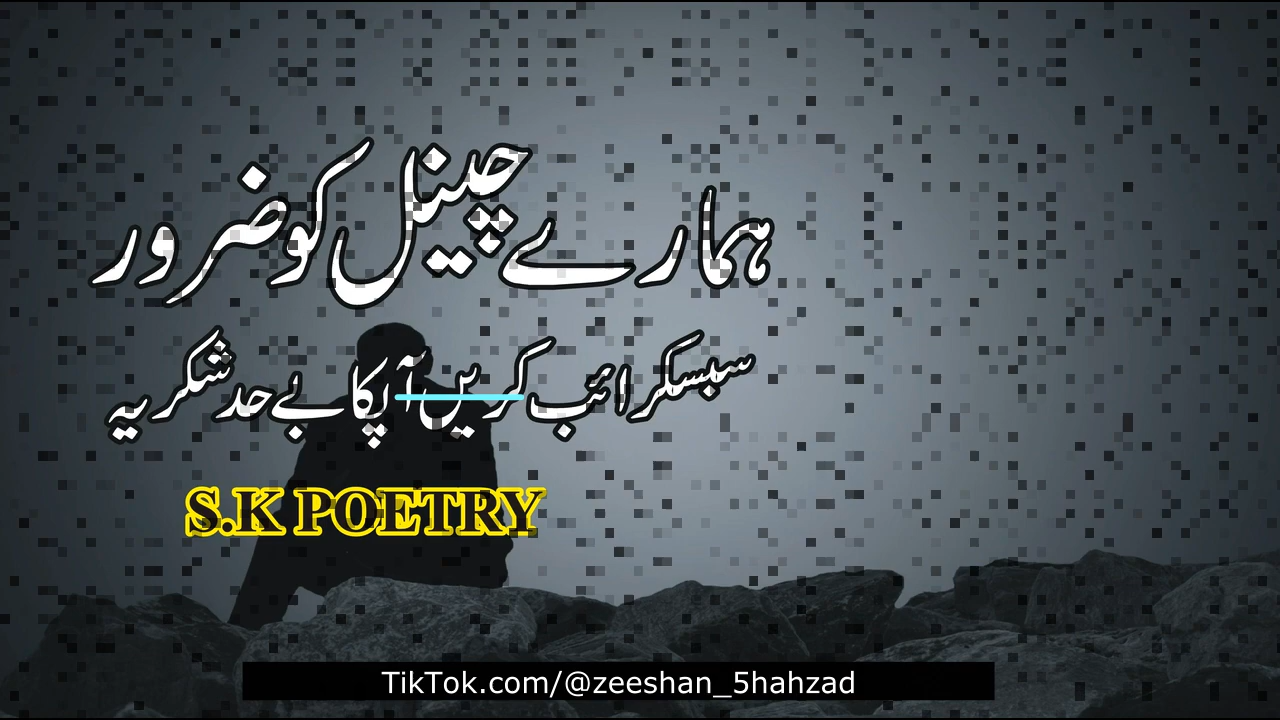 ہمارے چینل کو ضرور
سبسکرائب کریں آپکا بے حد شکریہ
S.K POETRY
TikTok.com/@zeeshan_5hahzad